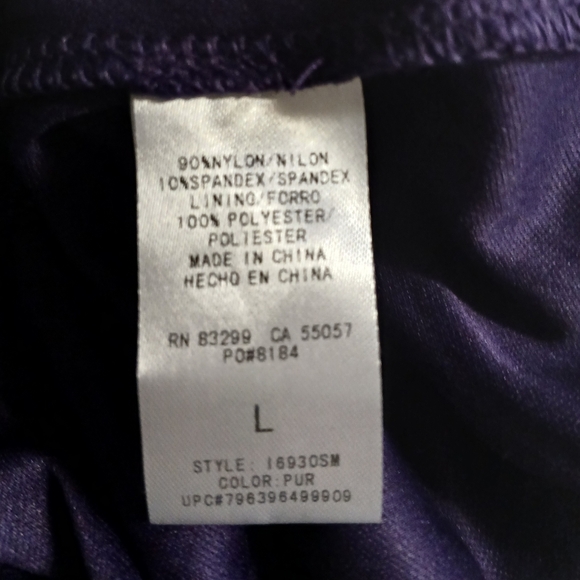 90%NYLON/NILON
10%SPANDEX/SPANDEX
LINING/FORRO
100% POLYESTER/
POLIESTER
MADE IN CHINA
HECHO EN CHINA
RN 83299 CA 55057
PO#8184
L
STYLE: 16930SM
COLOR:PUR
UPC#796396499909